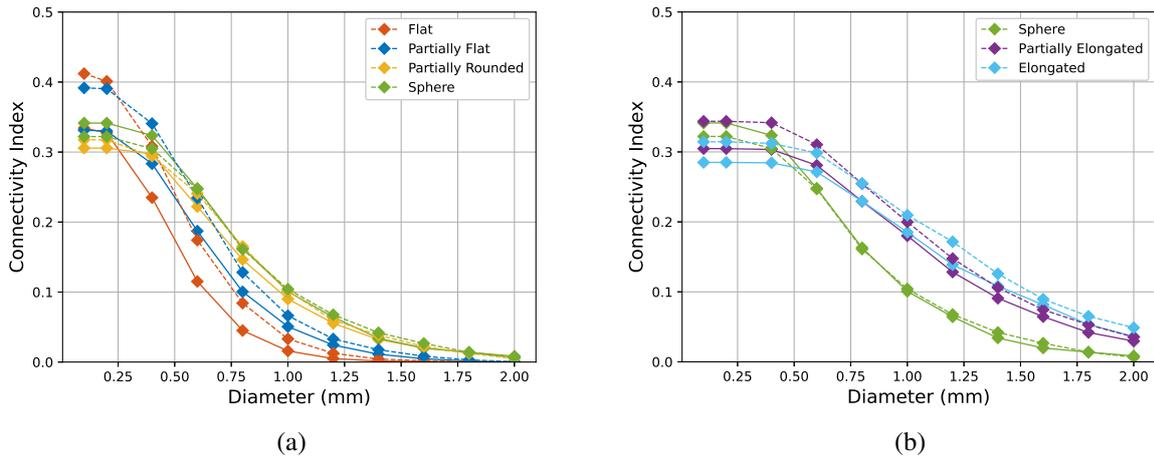 0.5
0.4
0.3
0.2
0.1
0.0
Connectivity Index
0.25 0.50 0.75 1.00 1.25 1.50 1.75 2.00
Diameter (mm)
Flat
Partially Flat
Partially Rounded
Sphere
(a)
0.5
0.4
0.3
0.2
0.1
0.0
Connectivity Index
0.25 0.50 0.75 1.00 1.25 1.50 1.75 2.00
Diameter (mm)
Sphere
Partially Elongated
Elongated
(b)